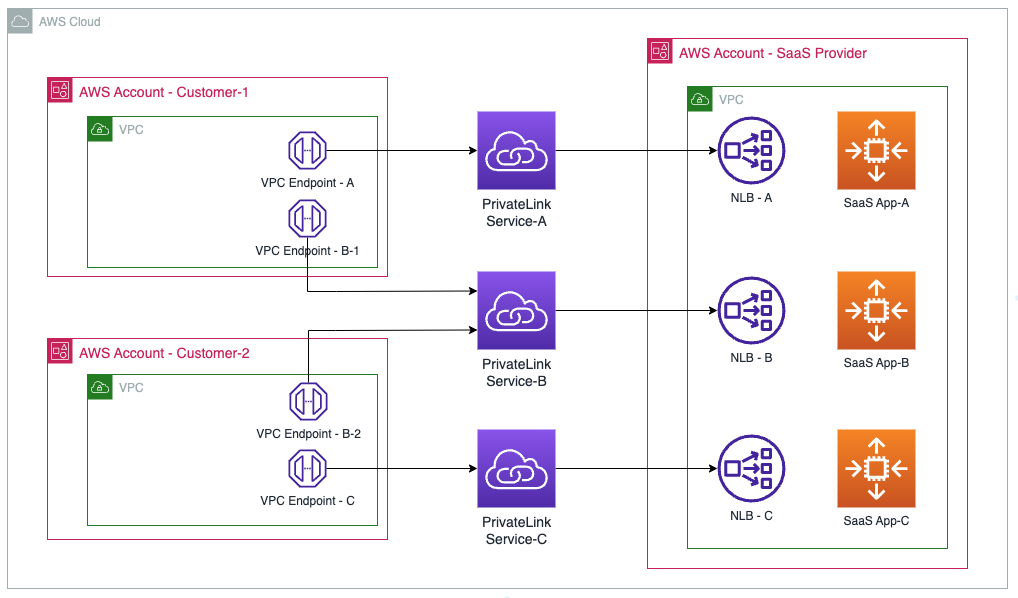 AWS Cloud
AWS Account - SaaS Provider
AWS Account - Customer-1
VPC
VPC
VPC Endpoint - A
PrivateLink
Service-A
NLB - A
SaaS App-A
VPC Endpoint - B-1
AWS Account - Customer-2
VPC
PrivateLink
Service-B
NLB - B
SaaS App-B
VPC Endpoint - B-2
VPC Endpoint - C
PrivateLink
Service-C
NLB - C
SaaS App-C